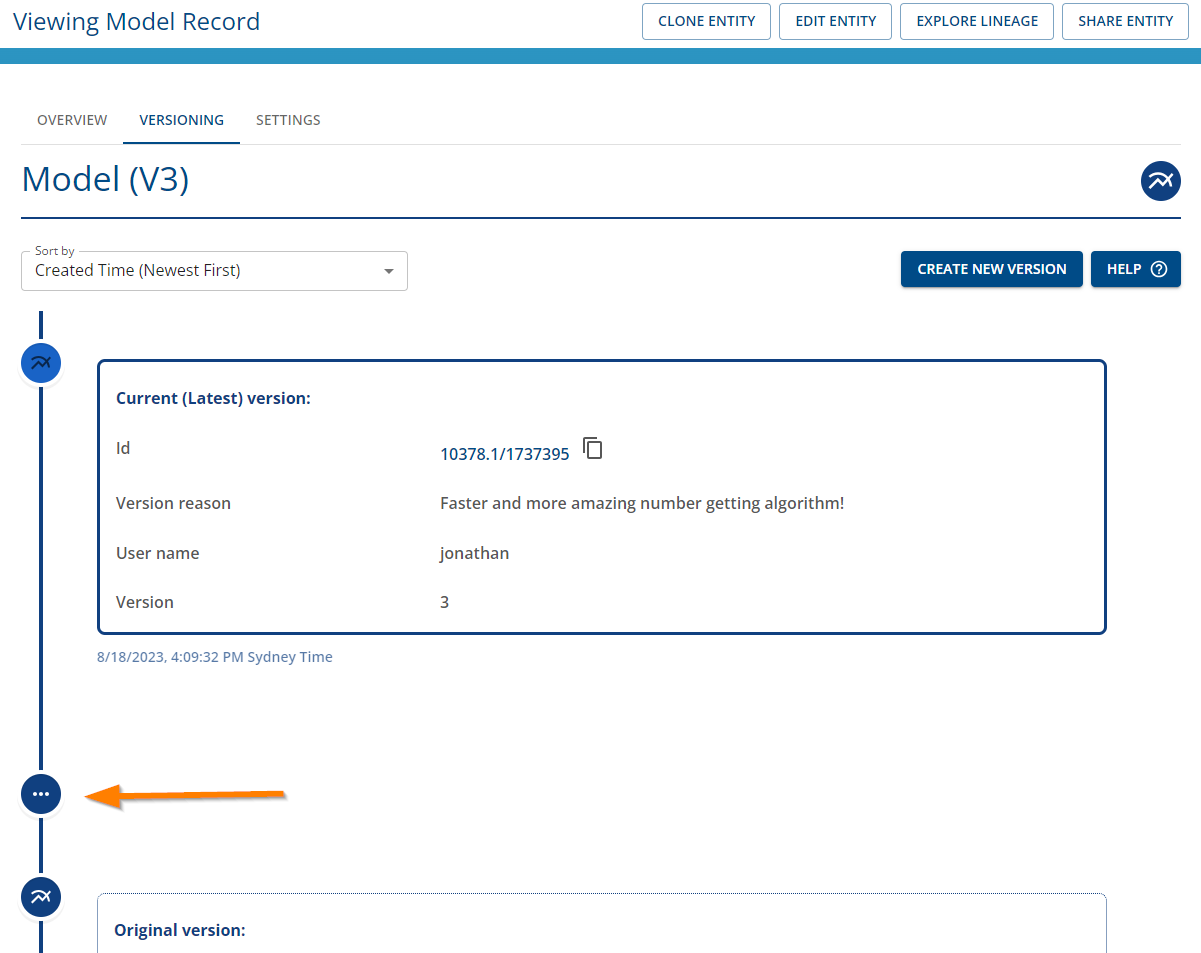 Viewing Model Record
CLONE ENTITY EDIT ENTITY EXPLORE LINEAGE SHARE ENTITY
OVERVIEW VERSIONING SETTINGS
Model (V3)
Sort by
Created Time (Newest First)
CREATE NEW VERSION HELP
Current (Latest) version:
Id 10378.1/1737395
Version reason Faster and more amazing number getting algorithm!
User name jonathan
Version 3
8/18/2023, 4:09:32 PM Sydney Time
Original version: